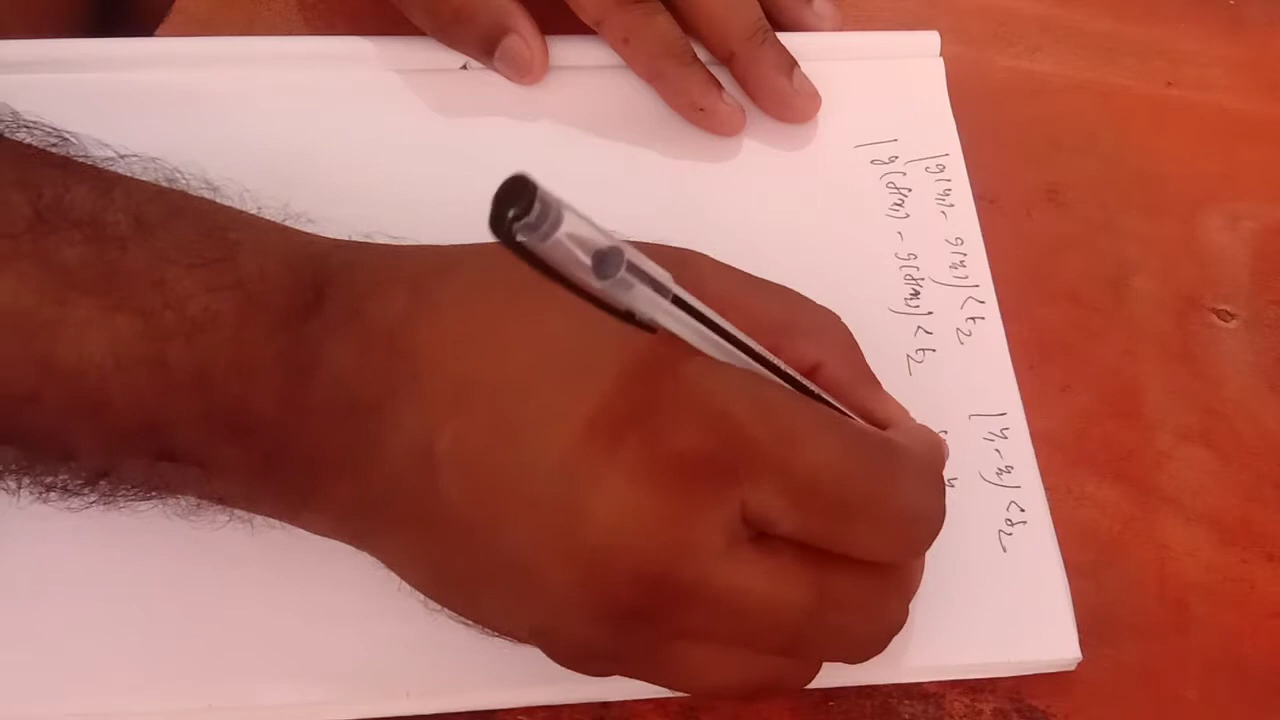 |g(y₁) - g(y₂)| < ε₂ |y₁ - y₂| < δ₂
|g(f(x₁)) - g(f(x₂))| < ε₂